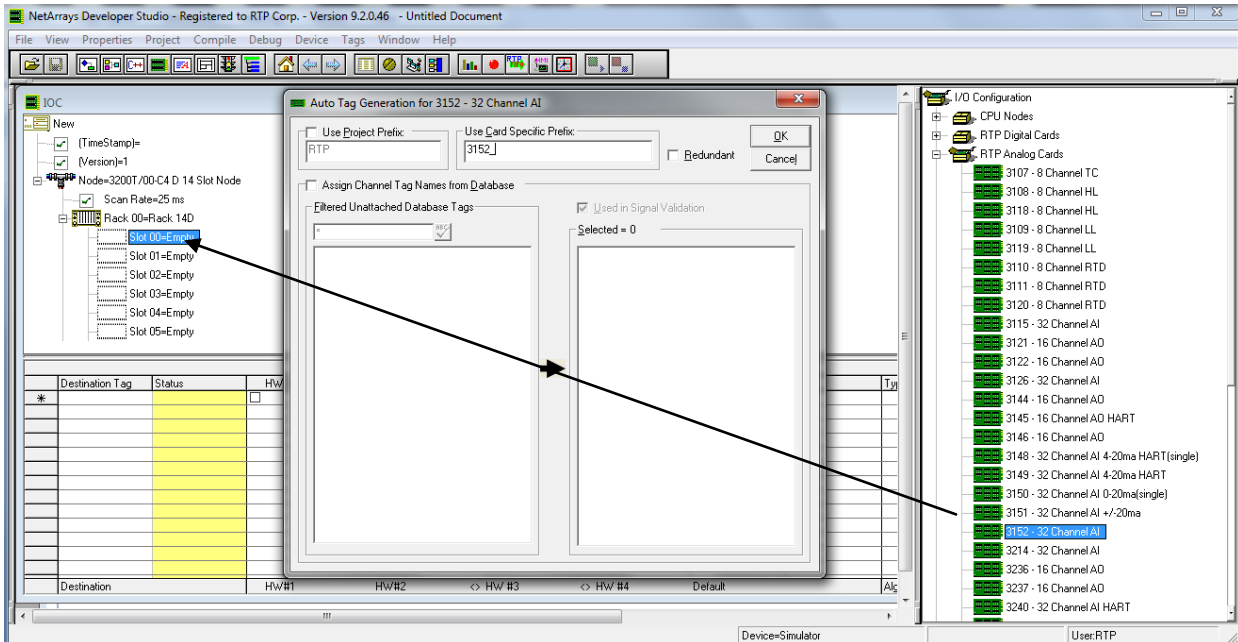 NetArrays Developer Studio - Registered to RTP Corp. - Version 9.2.0.46 - Untitled Document
File View Properties Project Compile Debug Device Tags Window Help
IOC
New
(TimeStamp)=
(Version)=1
Node=3200T/00-C4 D 14 Slot Node
Scan Rate=25 ms
Rack 00=Rack 14D
Slot 00=Empty
Slot 01=Empty
Slot 02=Empty
Slot 03=Empty
Slot 04=Empty
Slot 05=Empty
Destination Tag Status HW
Destination HW#1 HW#2 <> HW #3 <> HW #4 Default Alg
Auto Tag Generation for 3152 - 32 Channel AI
Use Project Prefix:
RTP
Use Card Specific Prefix:
3152_
Redundant
OK
Cancel
Assign Channel Tag Names from Database
Filtered Unattached Database Tags
*
ABC
Used in Signal Validation
Selected = 0
I/O Configuration
CPU Nodes
RTP Digital Cards
RTP Analog Cards
3107 - 8 Channel TC
3108 - 8 Channel HL
3118 - 8 Channel HL
3109 - 8 Channel LL
3119 - 8 Channel LL
3110 - 8 Channel RTD
3111 - 8 Channel RTD
3120 - 8 Channel RTD
3115 - 32 Channel AI
3121 - 16 Channel AO
3122 - 16 Channel AO
3126 - 32 Channel AI
3144 - 16 Channel AO
3145 - 16 Channel AO HART
3146 - 16 Channel AO
3148 - 32 Channel AI 4-20ma HART(single)
3149 - 32 Channel AI 4-20ma HART
3150 - 32 Channel AI 0-20ma(single)
3151 - 32 Channel AI +/-20ma
3152 - 32 Channel AI
3214 - 32 Channel AI
3236 - 16 Channel AO
3237 - 16 Channel AO
3240 - 32 Channel AI HART
Device=Simulator
User:RTP